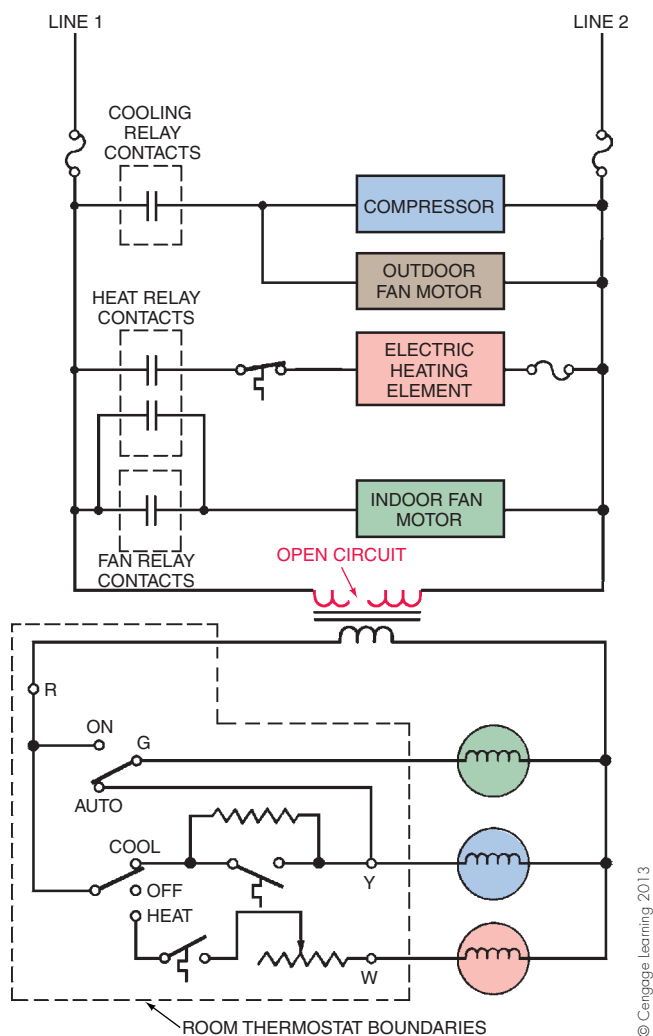 LINE 1
LINE 2
COOLING
RELAY
CONTACTS
COMPRESSOR
OUTDOOR
FAN MOTOR
HEAT RELAY
CONTACTS
ELECTRIC
HEATING
ELEMENT
INDOOR FAN
MOTOR
FAN RELAY
CONTACTS
OPEN CIRCUIT
R
ON
G
AUTO
COOL
OFF
HEAT
Y
W
ROOM THERMOSTAT BOUNDARIES
© Cengage Learning 2013